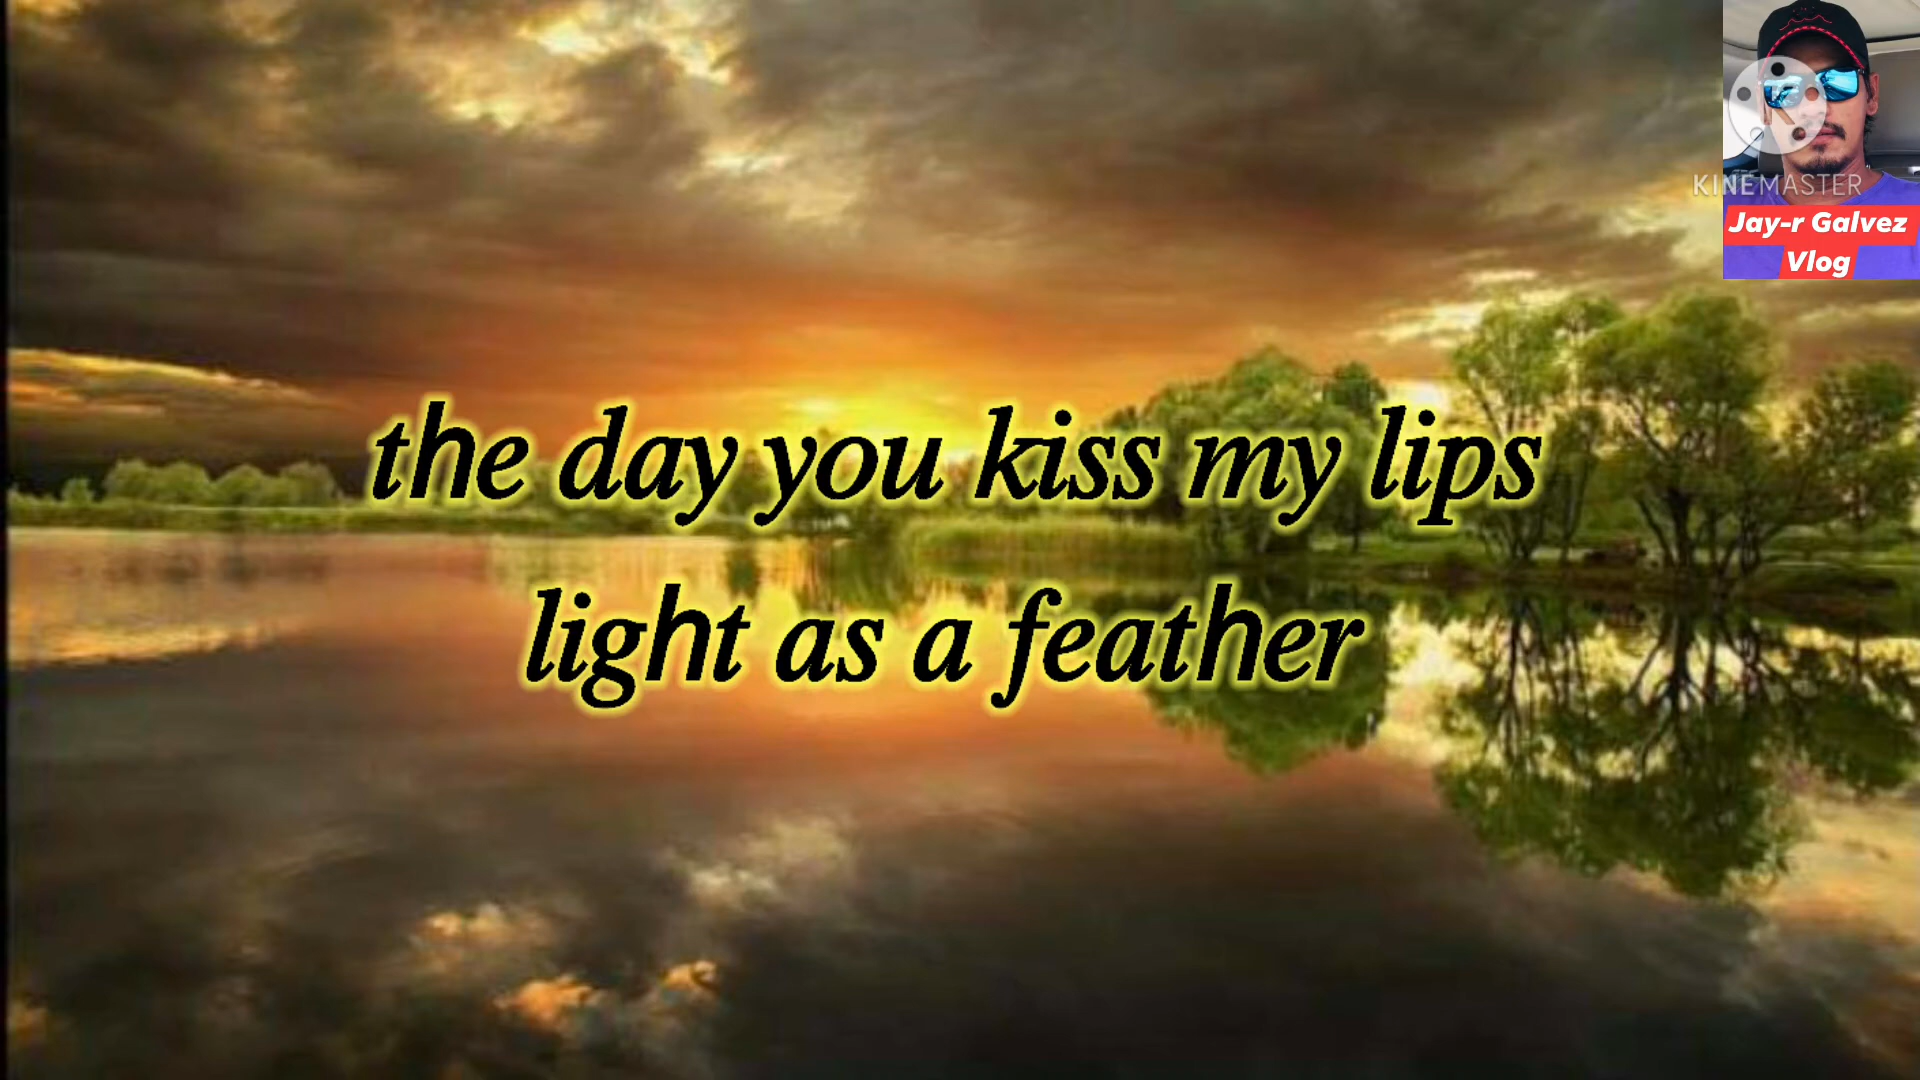 KINEMASTER
Jay-r Galvez
Vlog
the day you kiss my lips
light as a feather